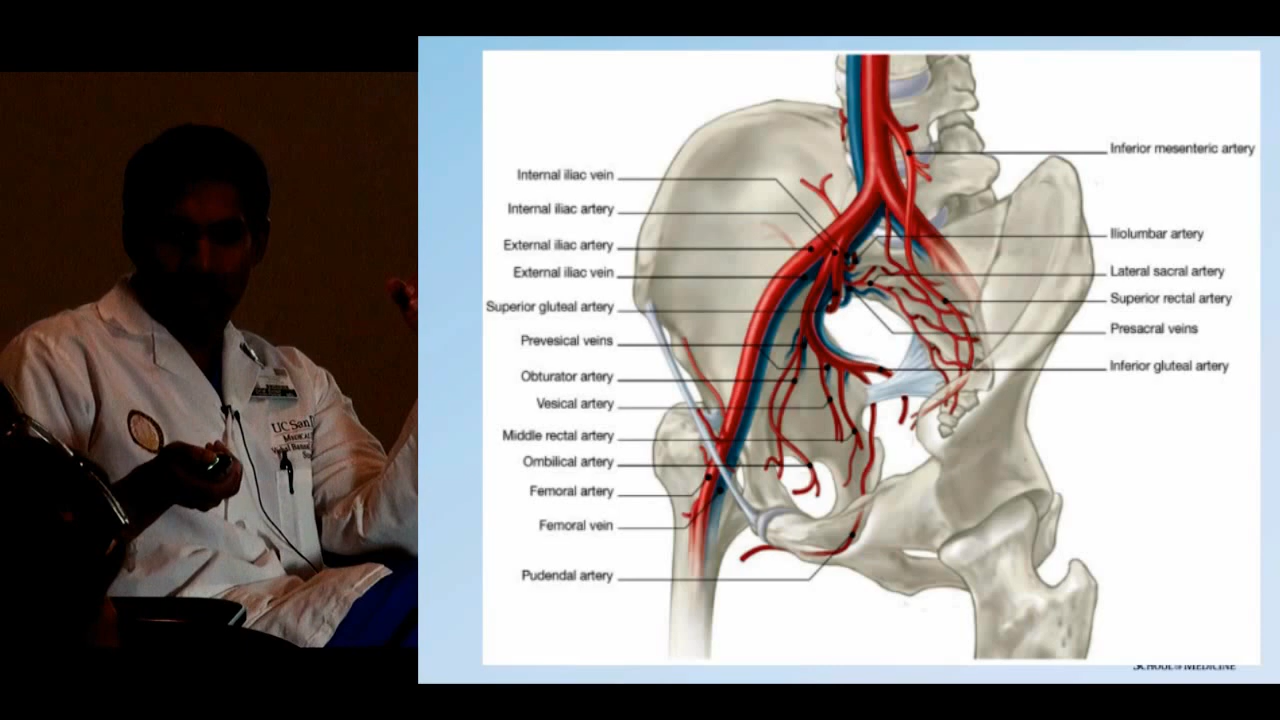 Internal iliac vein
Internal iliac artery
External iliac artery
External iliac vein
Superior gluteal artery
Prevesical veins
Obturator artery
Vesical artery
Middle rectal artery
Ombilical artery
Femoral artery
Femoral vein
Pudendal artery
Inferior mesenteric artery
Iliolumbar artery
Lateral sacral artery
Superior rectal artery
Presacral veins
Inferior gluteal artery
SCHOOL OF MEDICINE
UC San